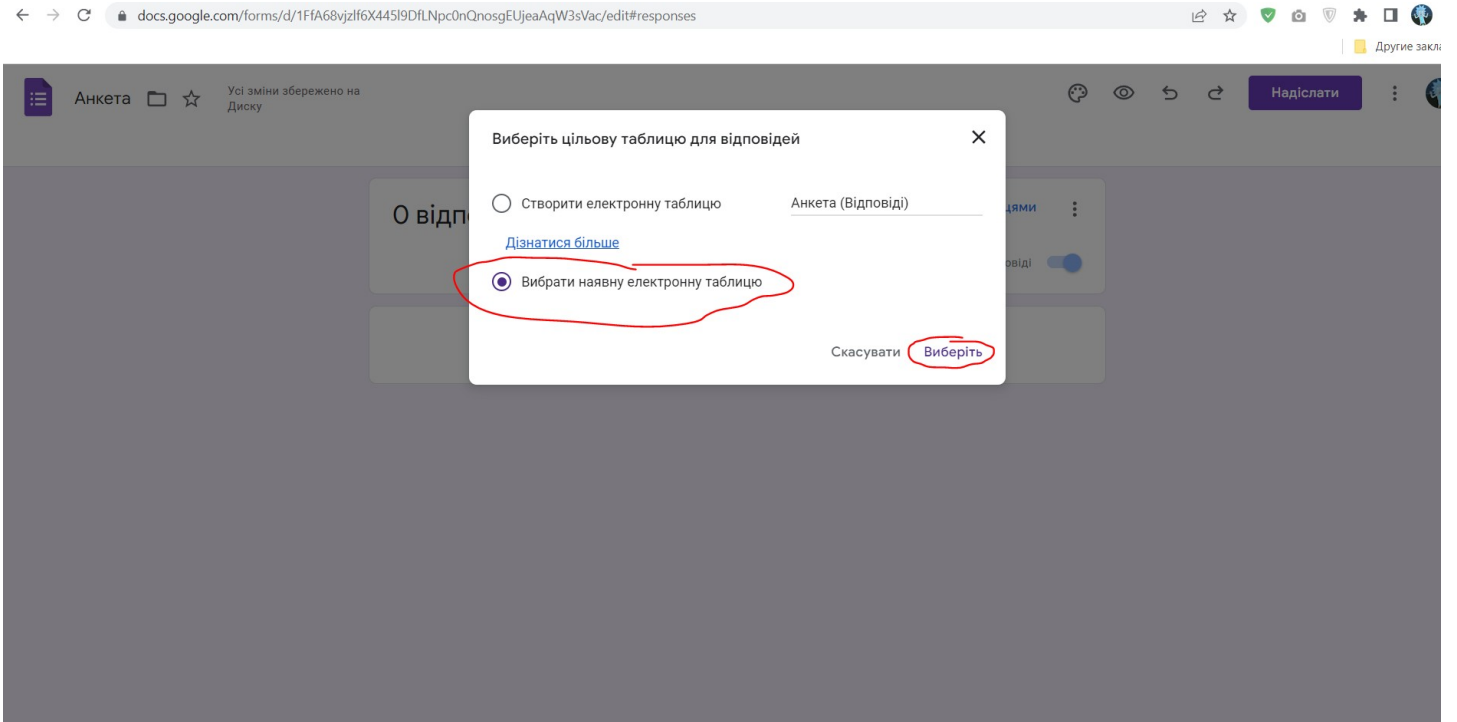 docs.google.com/forms/d/1FfA68vjzlf6X445l9DfLNpc0nQnosgEUjeaAqW3sVac/edit#responses
Другие закла
Анкета
Усі зміни збережено на
Диску
Надіслати
Виберіть цільову таблицю для відповідей
0 відп
Створити електронну таблицю
Анкета (Відповіді)
цями
Дізнатися більше
овіді
Вибрати наявну електронну таблицю
Скасувати
Виберіть